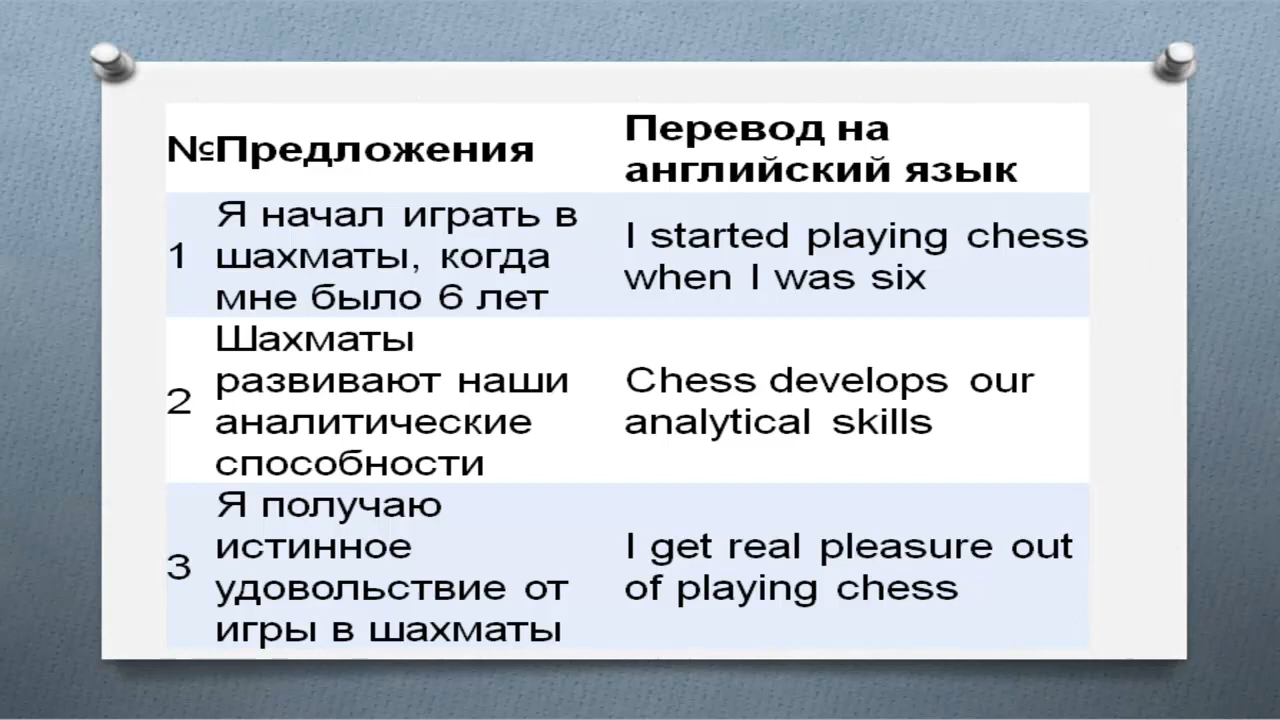 № Предложения
Перевод на
английский язык
1
Я начал играть в
шахматы, когда
мне было 6 лет
I started playing chess
when I was six
2
Шахматы
развивают наши
аналитические
способности
Chess develops our
analytical skills
3
Я получаю
истинное
удовольствие от
игры в шахматы
I get real pleasure out
of playing chess